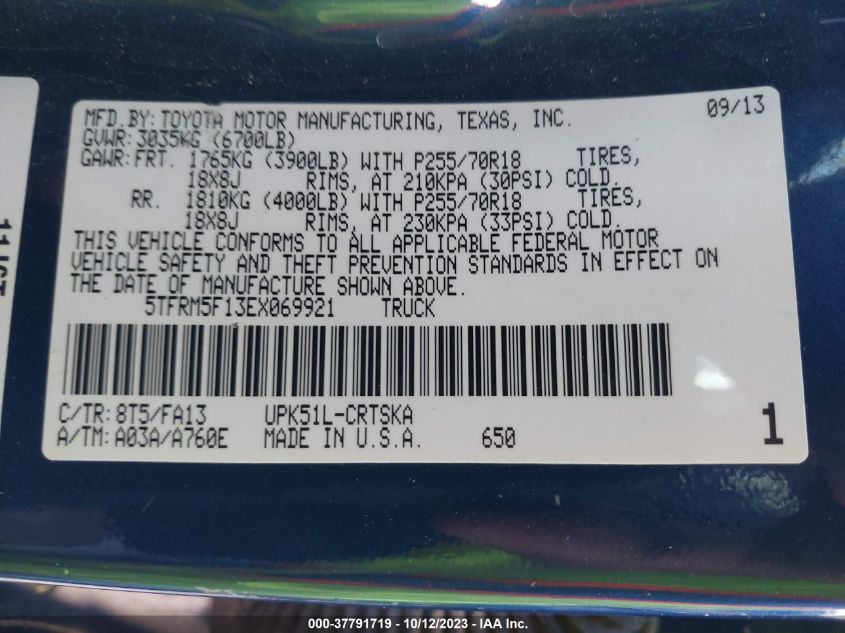 MFD.BY: TOYOTA MOTOR MANUFACTURING, TEXAS, INC. 09/13
GVWR: 3035KG (6700LB)
GAWR: FRT. 1765KG (3900LB) WITH P255/70R18 TIRES,
18X8J RIMS, AT 210KPA (30PSI) COLD.
RR. 1810KG (4000LB) WITH P255/70R18 TIRES,
18X8J RIMS, AT 230KPA (33PSI) COLD.
THIS VEHICLE CONFORMS TO ALL APPLICABLE FEDERAL MOTOR
VEHICLE SAFETY AND THEFT PREVENTION STANDARDS IN EFFECT ON
THE DATE OF MANUFACTURE SHOWN ABOVE.
5TFRM5F13EX069921 TRUCK
C/TR: 8T5/FA13 UPK51L-CRTSKA
A/TM: A03A/A760E MADE IN U.S.A. 650 1
000-37791719 - 10/12/2023 - IAA Inc.